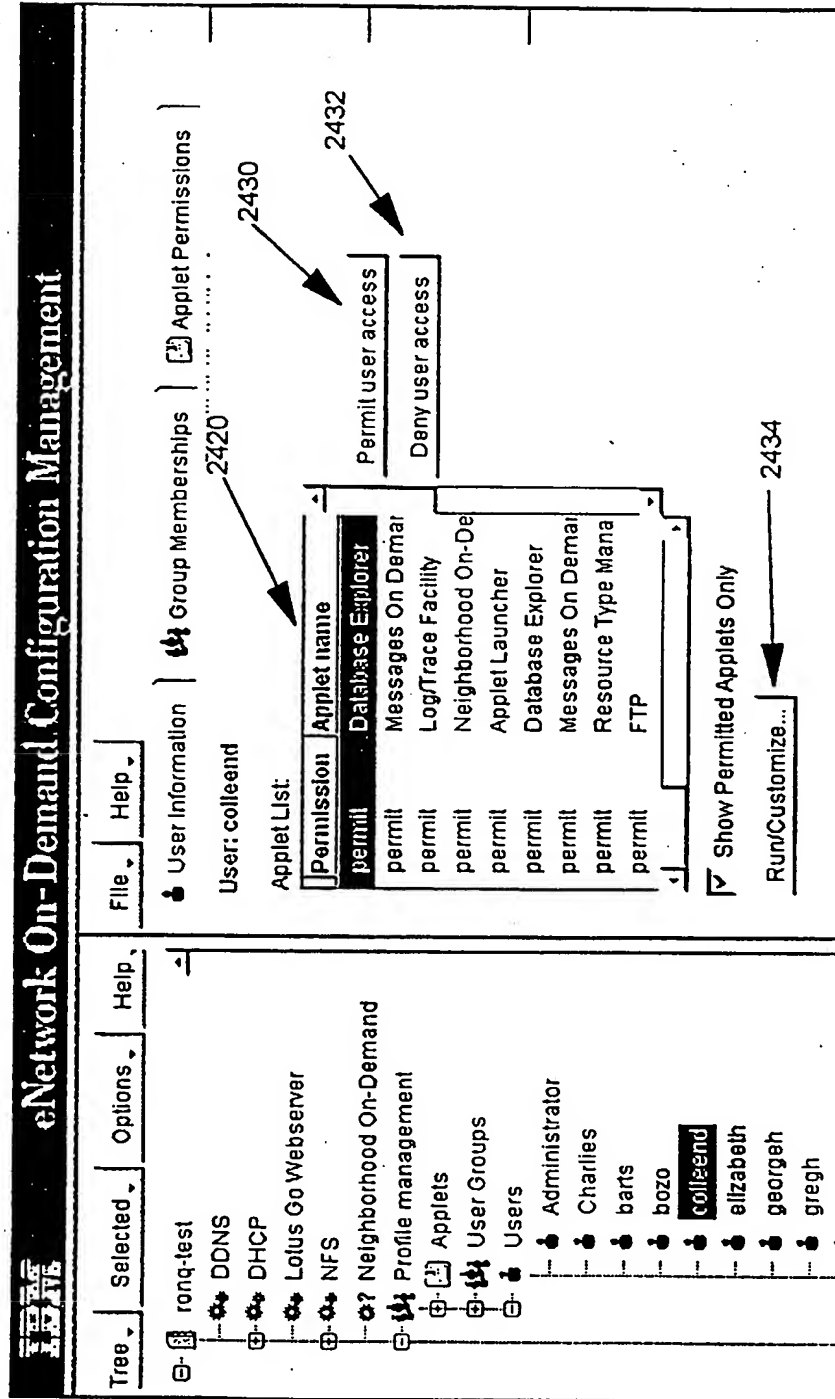 IBM eNetwork On-Demand Configuration Management
Tree Selected Options Help
ronq-test
DDNS
DHCP
Lotus Go Webserver
NFS
? Neighborhood On-Demand
Profile management
Applets
User Groups
Users
Administrator
Charlies
barts
bozo
colleend
elizabeth
georgeh
gregh
File Help
User Information Group Memberships Applet Permissions
User: colleend
Applet List:
2420
2430
2432
Permission Applet name
permit Database Explorer
permit Messages On Demar
permit Log/Trace Facility
permit Neighborhood On-De
permit Applet Launcher
permit Database Explorer
permit Messages On Demar
permit Resource Type Mana
permit FTP
Permit user access
Deny user access
Show Permitted Applets Only
Run/Customize...
2434